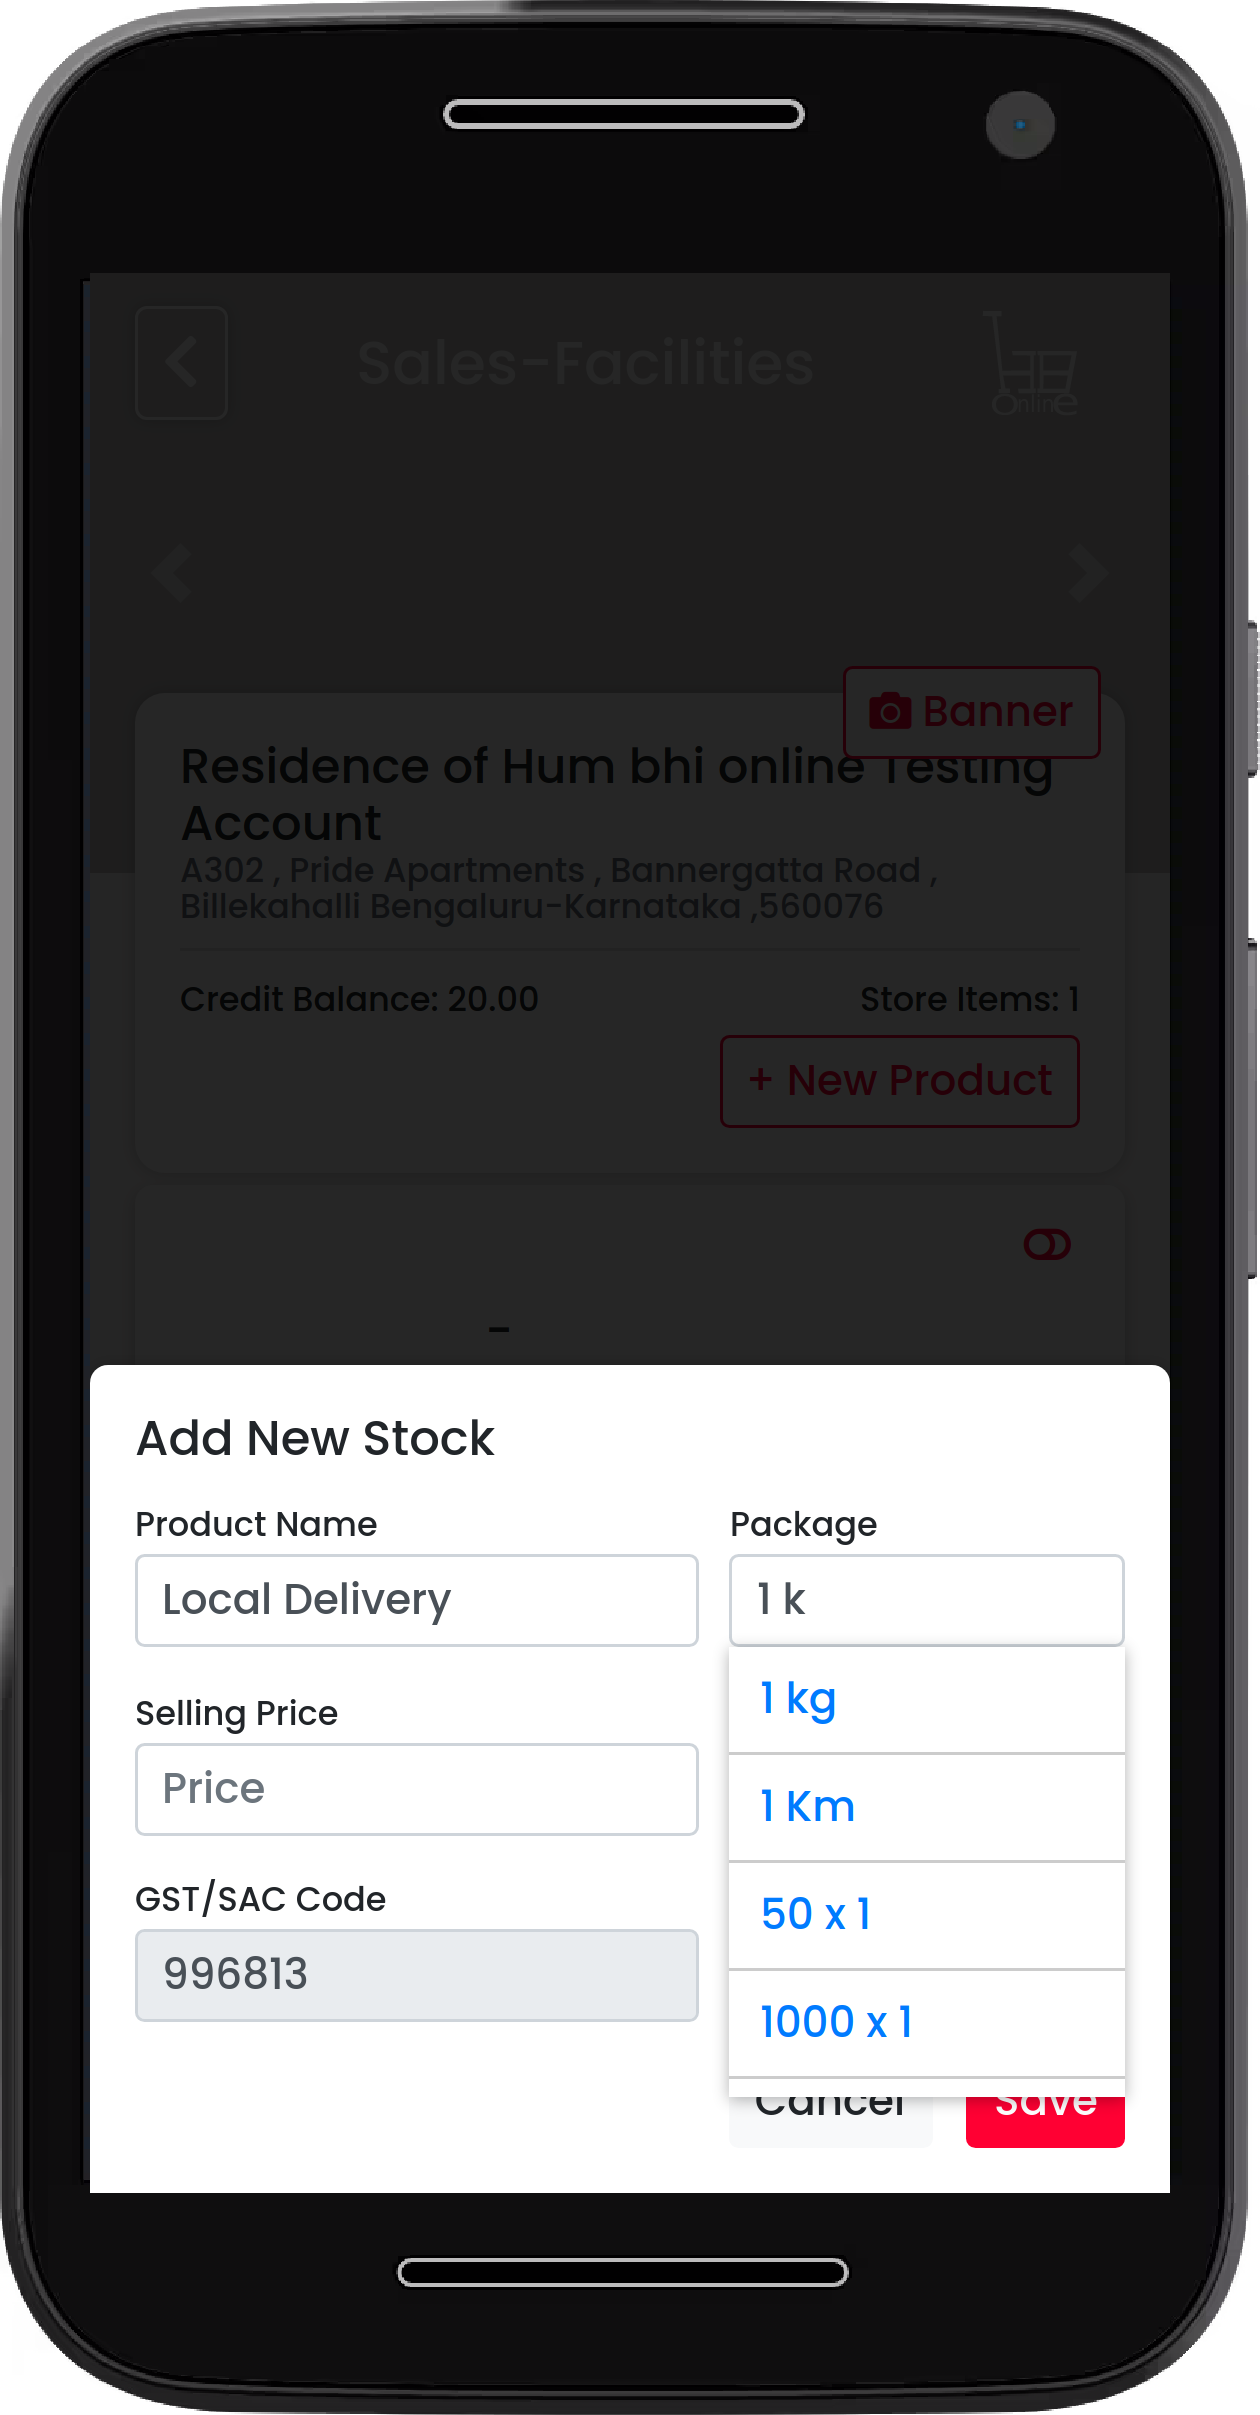 Sales-Facilities
Online
Banner
Residence of Hum bhi online Testing
Account
A302 , Pride Apartments , Bannergatta Road ,
Billekahalli Bengaluru-Karnataka ,560076
Credit Balance: 20.00
Store Items: 1
+ New Product
-
Add New Stock
Product Name
Package
Local Delivery
1 k
1 kg
Selling Price
Price
1 Km
GST/SAC Code
50 x 1
996813
1000 x 1
Cancel
Save